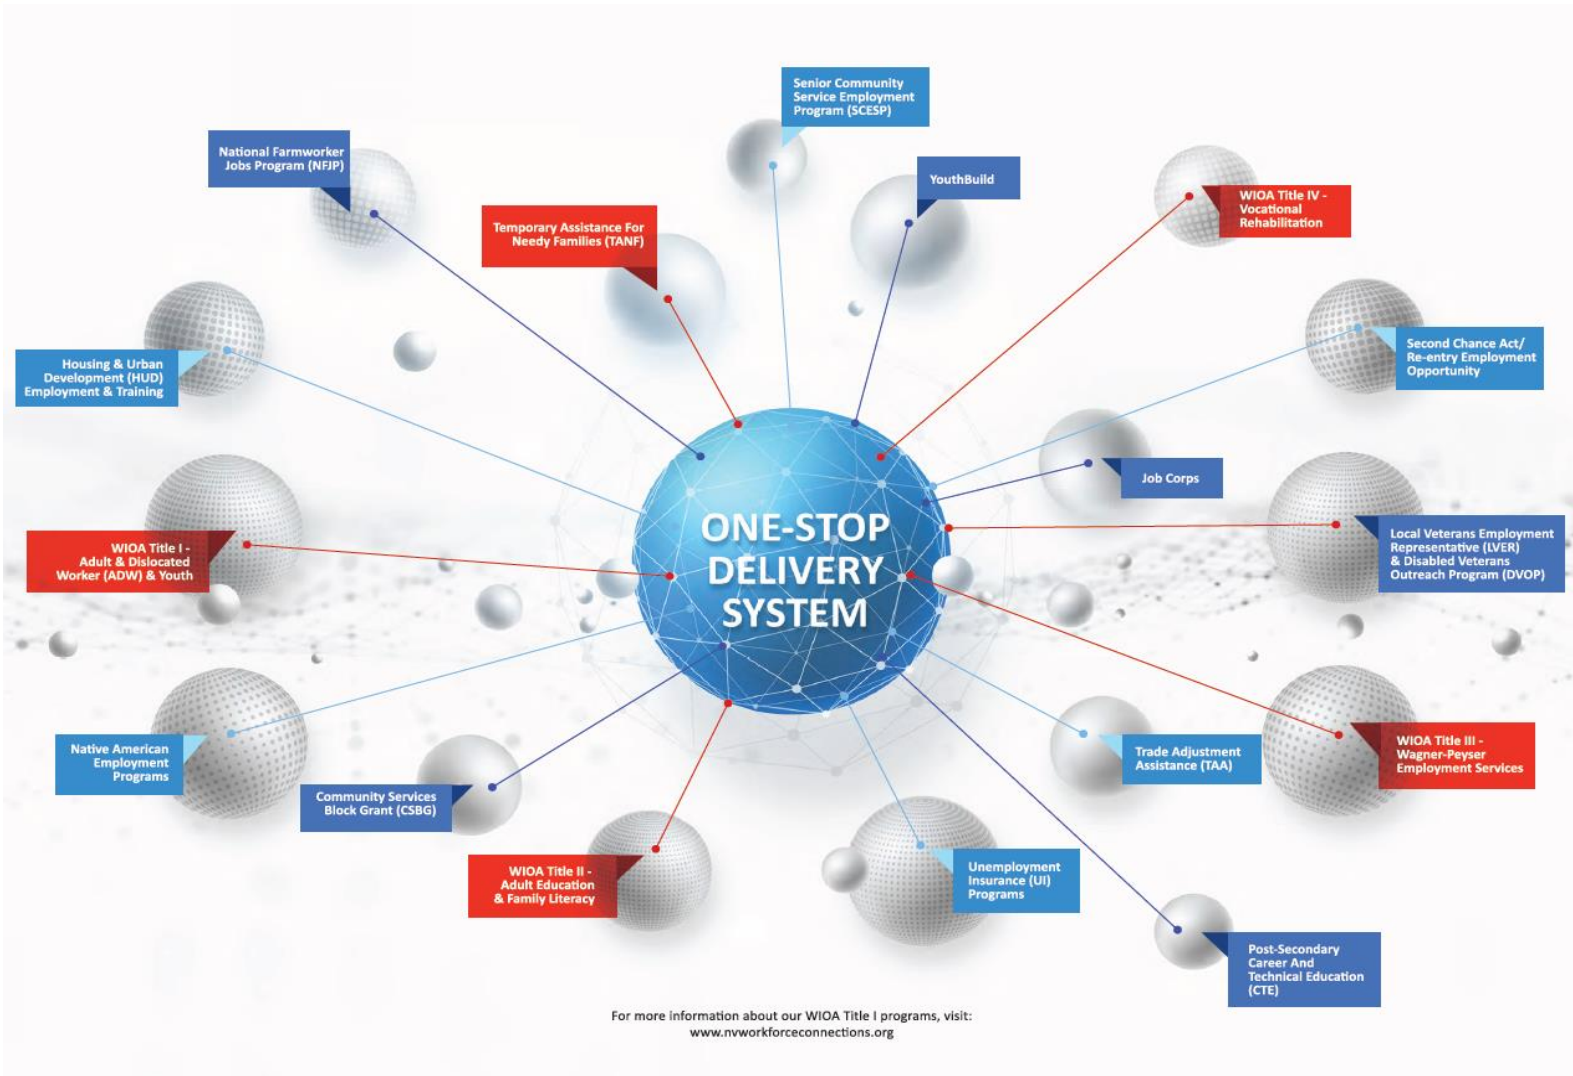 Senior Community
Service Employment
Program (SCESP)
National Farmworker
Jobs Program (NFJP)
YouthBuild
WIOA Title IV -
Vocational
Rehabilitation
Temporary Assistance For
Needy Families (TANF)
Housing & Urban
Development (HUD)
Employment & Training
Second Chance Act/
Re-entry Employment
Opportunity
Job Corps
ONE-STOP
DELIVERY
SYSTEM
WIOA Title I -
Adult & Dislocated
Worker (ADW) & Youth
Local Veterans Employment
Representative (LVER)
& Disabled Veterans
Outreach Program (DVOP)
Native American
Employment
Programs
Trade Adjustment
Assistance (TAA)
WIOA Title III -
Wagner-Peyser
Employment Services
Community Services
Block Grant (CSBG)
WIOA Title II -
Adult Education
& Family Literacy
Unemployment
Insurance (UI)
Programs
Post-Secondary
Career And
Technical Education
(CTE)
For more information about our WIOA Title I programs, visit:
www.nvworkforceconnections.org